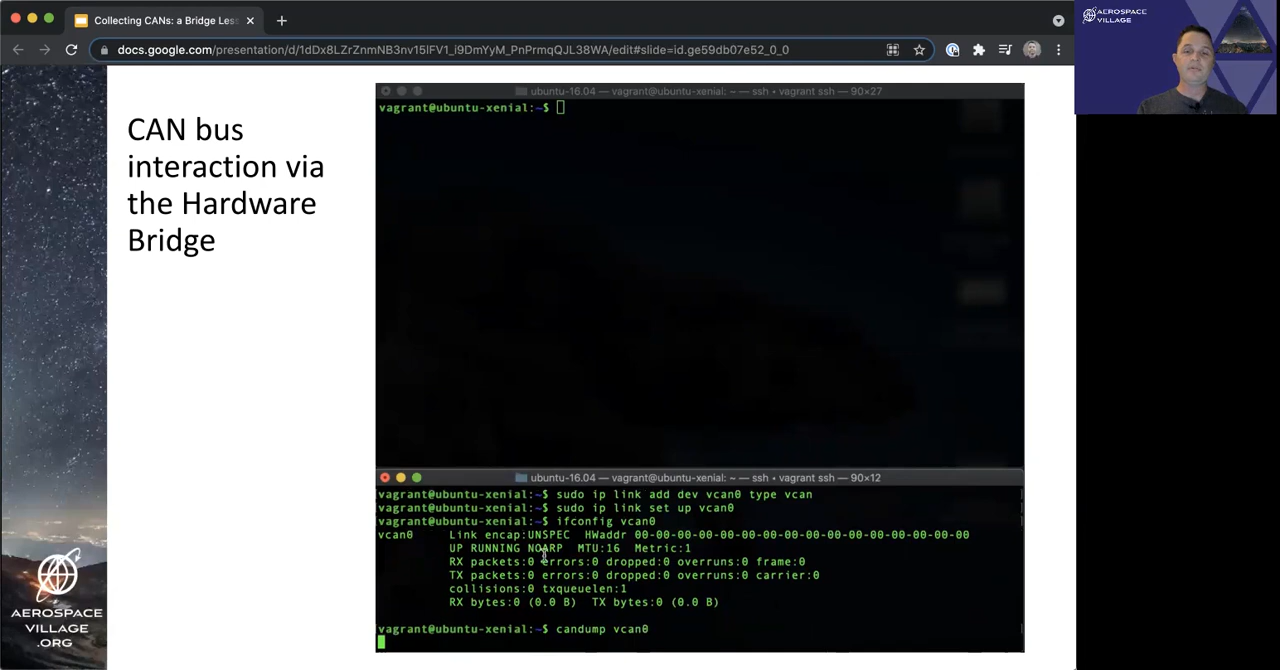 Collecting CANs: a Bridge Less
docs.google.com/presentation/d/1dDx8LZrZnmNB3nv15lFV1_i9DmYyM_PnPrmqQJL38WA/edit#slide=id.ge59db07e52_0_0
AEROSPACE
VILLAGE
CAN bus
interaction via
the Hardware
Bridge
ubuntu-16.04 — vagrant@ubuntu-xenial: ~ — ssh • vagrant ssh — 90×27
vagrant@ubuntu-xenial:~$
ubuntu-16.04 — vagrant@ubuntu-xenial: ~ — ssh • vagrant ssh — 90×12
vagrant@ubuntu-xenial:~$ sudo ip link add dev vcan0 type vcan
vagrant@ubuntu-xenial:~$ sudo ip link set up vcan0
vagrant@ubuntu-xenial:~$ ifconfig vcan0
vcan0 Link encap:UNSPEC HWaddr 00-00-00-00-00-00-00-00-00-00-00-00-00-00-00-00
UP RUNNING NOARP MTU:16 Metric:1
RX packets:0 errors:0 dropped:0 overruns:0 frame:0
TX packets:0 errors:0 dropped:0 overruns:0 carrier:0
collisions:0 txqueuelen:1
RX bytes:0 (0.0 B) TX bytes:0 (0.0 B)
vagrant@ubuntu-xenial:~$ candump vcan0
AEROSPACE
VILLAGE
.ORG